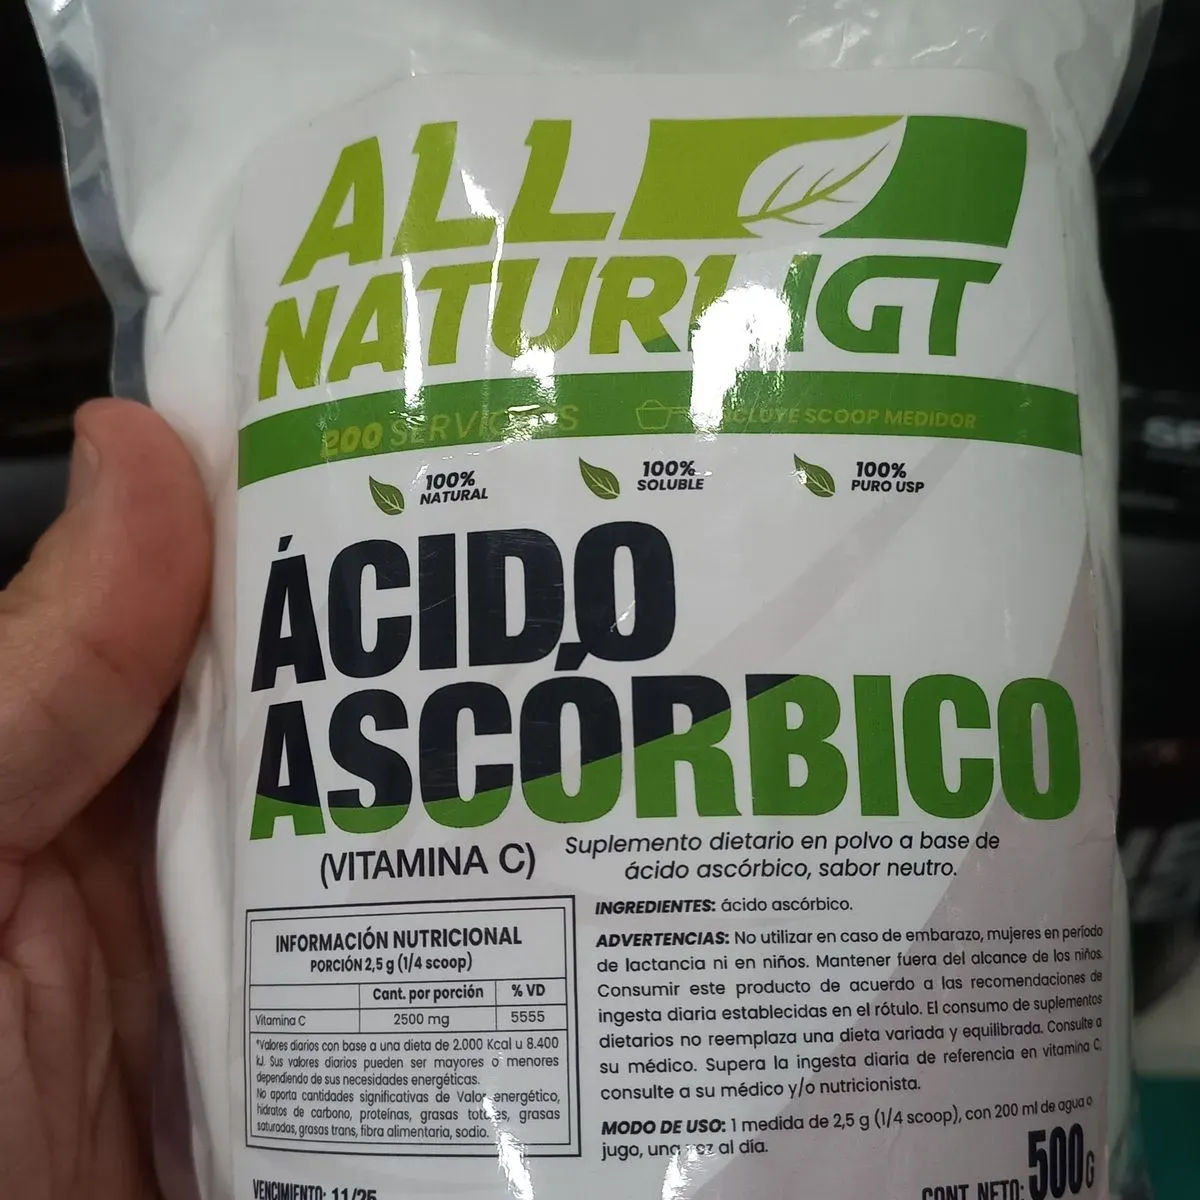 ALL
NATURLIGT
200 SERVICIOS
INCLUYE SCOOP MEDIDOR
100%
NATURAL
100%
SOLUBLE
100%
PURO USP
ÁCIDO
ASCÓRBICO
(VITAMINA C)
Suplemento dietario en polvo a base de
ácido ascórbico, sabor neutro.
INFORMACIÓN NUTRICIONAL
PORCIÓN 2,5 g (1/4 scoop)
Cant. por porción % VD
Vitamina C 2500 mg 5555
*Valores diarios con base a una dieta de 2.000 Kcal u 8.400
kJ. Sus valores diarios pueden ser mayores o menores
dependiendo de sus necesidades energéticas.
No aporta cantidades significativas de Valor energético,
hidratos de carbono, proteínas, grasas totales, grasas
saturadas, grasas trans, fibra alimentaria, sodio.
INGREDIENTES: ácido ascórbico.
ADVERTENCIAS: No utilizar en caso de embarazo, mujeres en período
de lactancia ni en niños. Mantener fuera del alcance de los niños.
Consumir este producto de acuerdo a las recomendaciones de
ingesta diaria establecidas en el rótulo. El consumo de suplementos
dietarios no reemplaza una dieta variada y equilibrada. Consulte a
su médico. Supera la ingesta diaria de referencia en vitamina C,
consulte a su médico y/o nutricionista.
MODO DE USO: 1 medida de 2,5 g (1/4 scoop), con 200 ml de agua o
jugo, una vez al día.
VENCIMIENTO: 11/25
CONT. NETO: 500G